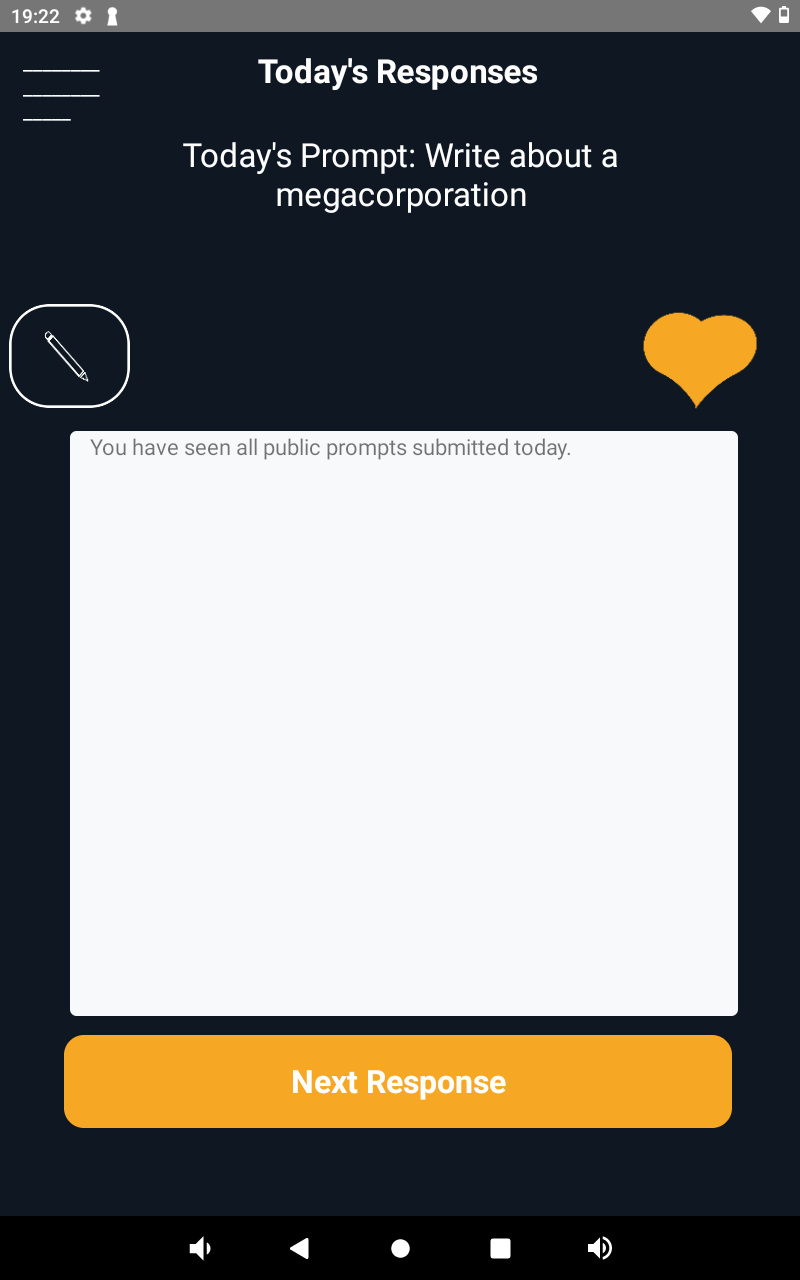 19:22
Today's Responses
Today's Prompt: Write about a
megacorporation
You have seen all public prompts submitted today.
Next Response